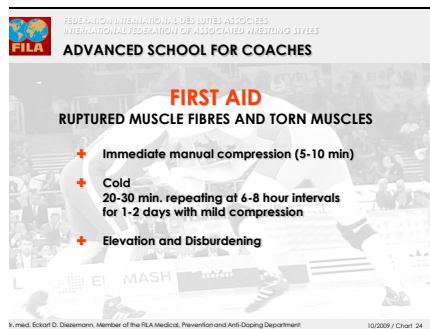 FEDERATION INTERNATIONAL DES LUTTES ASSOCIEES
INTERNATIONAL FEDERATION OF ASSOCIATED WRESTLING STYLES
FILA
ADVANCED SCHOOL FOR COACHES
FIRST AID
RUPTURED MUSCLE FIBRES AND TORN MUSCLES
Immediate manual compression (5-10 min)
Cold
20-30 min. repeating at 6-8 hour intervals
for 1-2 days with mild compression
Elevation and Disburdening
MASH
r. med. Eckart D. Diezemann, Member of the FILA Medical, Prevention and Anti-Doping Department
10/2009 / Chart 24